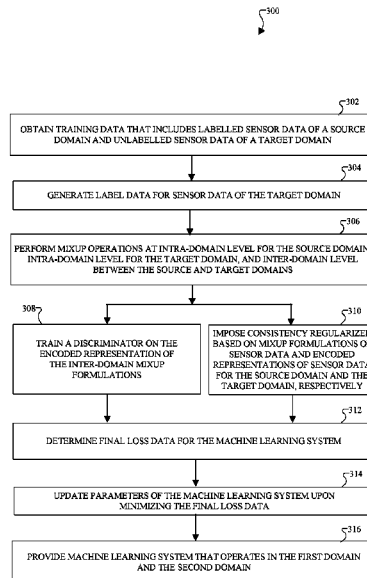 300
302
OBTAIN TRAINING DATA THAT INCLUDES LABELLED SENSOR DATA OF A SOURCE
DOMAIN AND UNLABELLED SENSOR DATA OF A TARGET DOMAIN
304
GENERATE LABEL DATA FOR SENSOR DATA OF THE TARGET DOMAIN
306
PERFORM MIXUP OPERATIONS AT INTRA-DOMAIN LEVEL FOR THE SOURCE DOMAIN
INTRA-DOMAIN LEVEL FOR THE TARGET DOMAIN, AND INTER-DOMAIN LEVEL
BETWEEN THE SOURCE AND TARGET DOMAINS
308
TRAIN A DISCRIMINATOR ON THE
ENCODED REPRESENTATION OF
THE INTER-DOMAIN MIXUP
FORMULATIONS
310
IMPOSE CONSISTENCY REGULARIZER
BASED ON MIXUP FORMULATIONS OF
SENSOR DATA AND ENCODED
REPRESENTATIONS OF SENSOR DATA
FOR THE SOURCE DOMAIN AND THE
TARGET DOMAIN, RESPECTIVELY
312
DETERMINE FINAL LOSS DATA FOR THE MACHINE LEARNING SYSTEM
314
UPDATE PARAMETERS OF THE MACHINE LEARNING SYSTEM UPON
MINIMIZING THE FINAL LOSS DATA
316
PROVIDE MACHINE LEARNING SYSTEM THAT OPERATES IN THE FIRST DOMAIN
AND THE SECOND DOMAIN